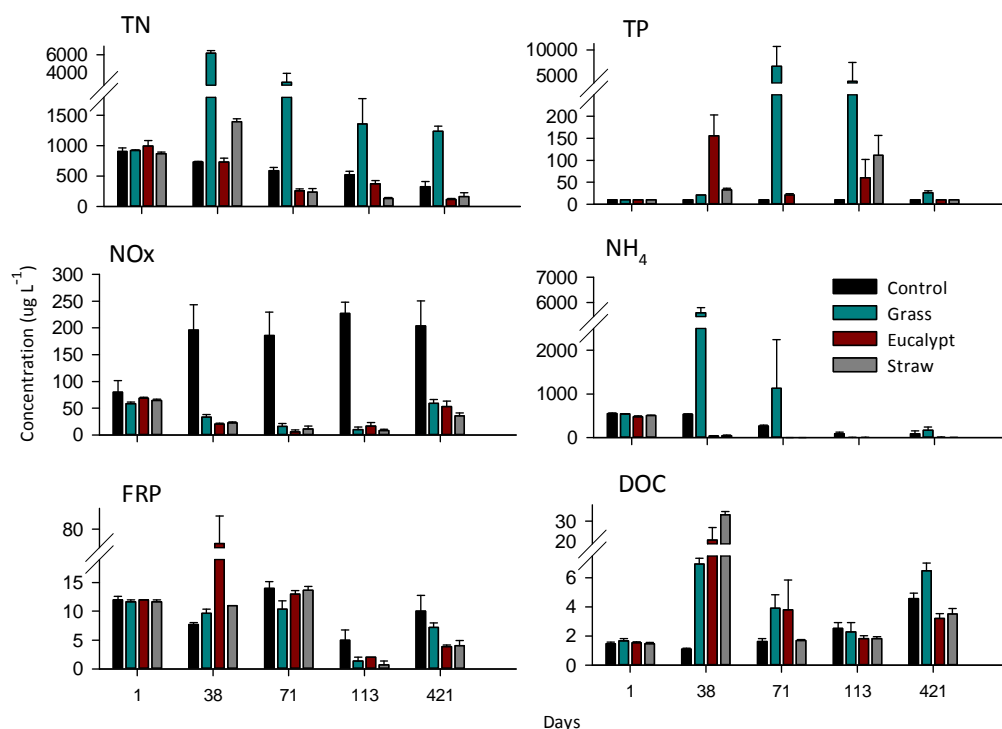 TN
6000
4000
1500
1000
500
0
TP
10000
5000
200
150
100
50
0
NOx
300
250
200
150
100
50
0
NH4
7000
6000
2000
1000
0
Control
Grass
Eucalypt
Straw
Concentration (ug L-1)
FRP
80
15
10
5
0
1 38 71 113 421
DOC
30
20
6
4
2
0
1 38 71 113 421
Days